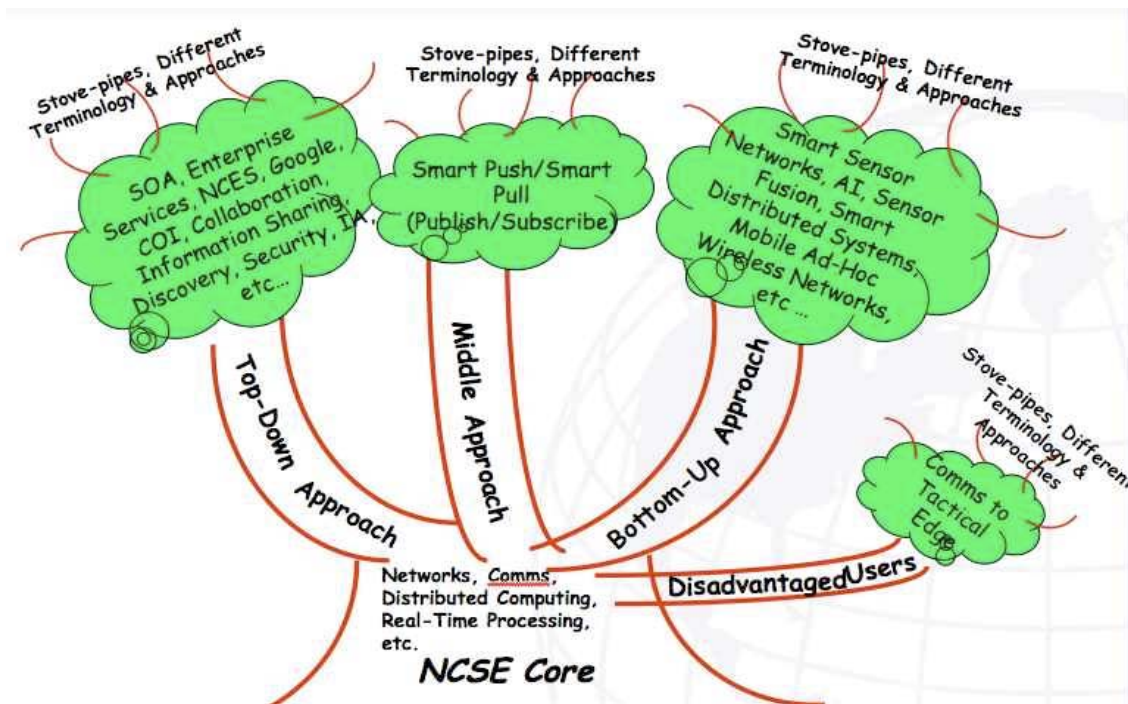 Stove-pipes, Different
Terminology & Approaches
SOA, Enterprise
Services, NCES, Google,
COI, Collaboration,
Information Sharing,
Discovery, Security, IA,
etc...
Top-Down Approach
Stove-pipes, Different
Terminology & Approaches
Smart Push/Smart
Pull
(Publish/Subscribe)
Middle Approach
Stove-pipes, Different
Terminology & Approaches
Smart Sensor
Networks, AI, Sensor
Fusion, Smart
Distributed Systems,
Mobile Ad-Hoc
Wireless Networks,
etc ...
Bottom-Up Approach
Stove-pipes, Different
Terminology &
Approaches
Comms to
Tactical
Edge
Disadvantaged Users
Networks, Comms,
Distributed Computing,
Real-Time Processing,
etc.
NCSE Core